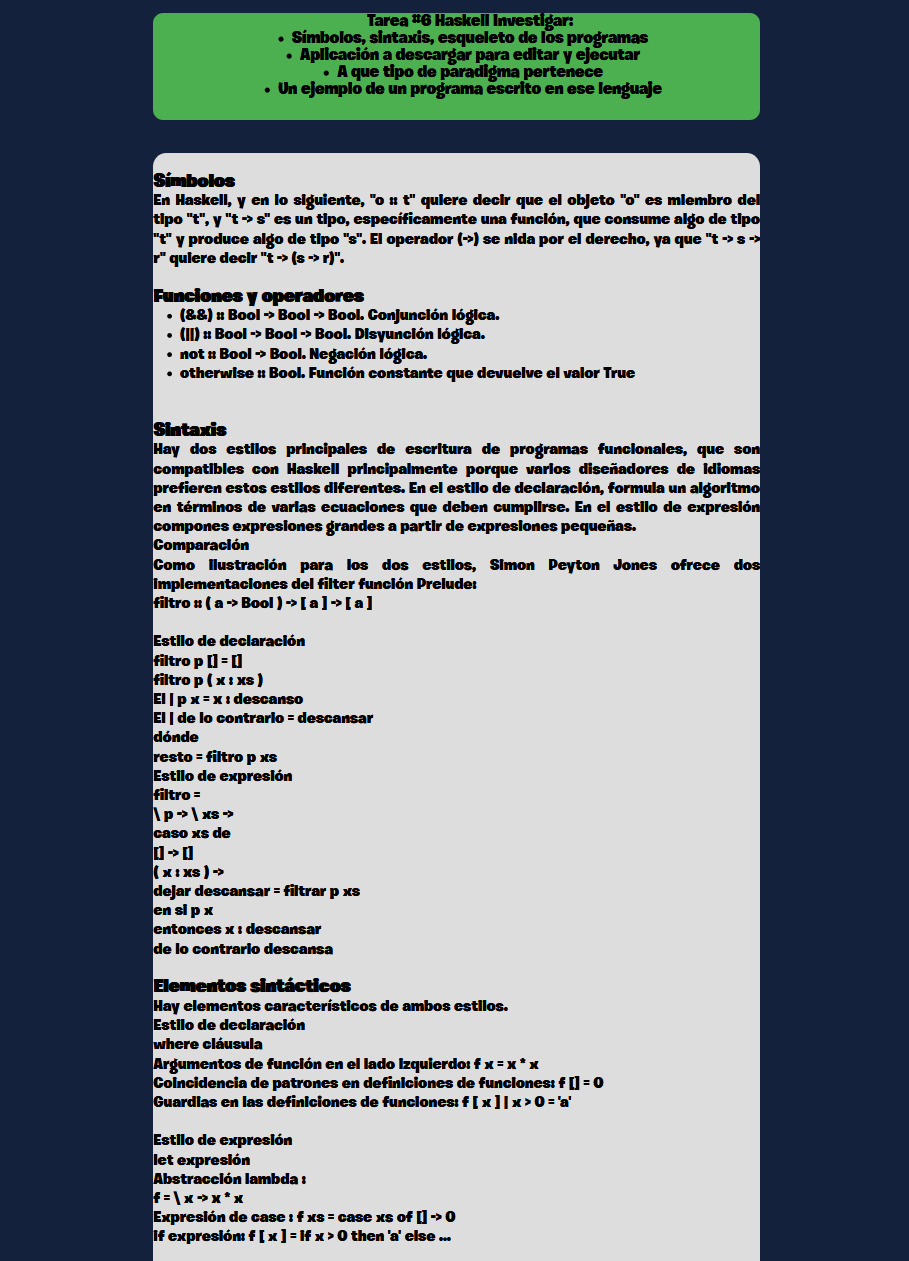 Tarea #6 Haskell Investigar:
• Símbolos, sintaxis, esqueleto de los programas
• Aplicación a descargar para editar y ejecutar
• A que tipo de paradigma pertenece
• Un ejemplo de un programa escrito en ese lenguaje
Símbolos
En Haskell, y en lo siguiente, "o :: t" quiere decir que el objeto "o" es miembro del
tipo "t", y "t -> s" es un tipo, específicamente una función, que consume algo de tipo
"t" y produce algo de tipo "s". El operador (->) se nida por el derecho, ya que "t -> s ->
r" quiere decir "t -> (s -> r)".
Funciones y operadores
• (&&) :: Bool -> Bool -> Bool. Conjunción lógica.
• (||) :: Bool -> Bool -> Bool. Disyunción lógica.
• not :: Bool -> Bool. Negación lógica.
• otherwise :: Bool. Función constante que devuelve el valor True
Sintaxis
Hay dos estilos principales de escritura de programas funcionales, que son
compatibles con Haskell principalmente porque varios diseñadores de idiomas
prefieren estos estilos diferentes. En el estilo de declaración, formula un algoritmo
en términos de varias ecuaciones que deben cumplirse. En el estilo de expresión
compones expresiones grandes a partir de expresiones pequeñas.
Comparación
Como ilustración para los dos estilos, Simon Peyton Jones ofrece dos
implementaciones del filter función Prelude:
filtro :: ( a -> Bool ) -> [ a ] -> [ a ]
Estilo de declaración
filtro p [] = []
filtro p ( x : xs )
El | p x = x : descanso
El | de lo contrario = descansar
dónde
resto = filtro p xs
Estilo de expresión
filtro =
\ p -> \ xs ->
caso xs de
[] -> []
( x : xs ) ->
dejar descansar = filtrar p xs
en si p x
entonces x : descansar
de lo contrario descansa
Elementos sintácticos
Hay elementos característicos de ambos estilos.
Estilo de declaración
where cláusula
Argumentos de función en el lado izquierdo: f x = x * x
Coincidencia de patrones en definiciones de funciones: f [] = 0
Guardias en las definiciones de funciones: f [ x ] | x > 0 = 'a'
Estilo de expresión
let expresión
Abstracción lambda :
f = \ x -> x * x
Expresión de case : f xs = case xs of [] -> 0
If expresión: f [ x ] = if x > 0 then 'a' else ...